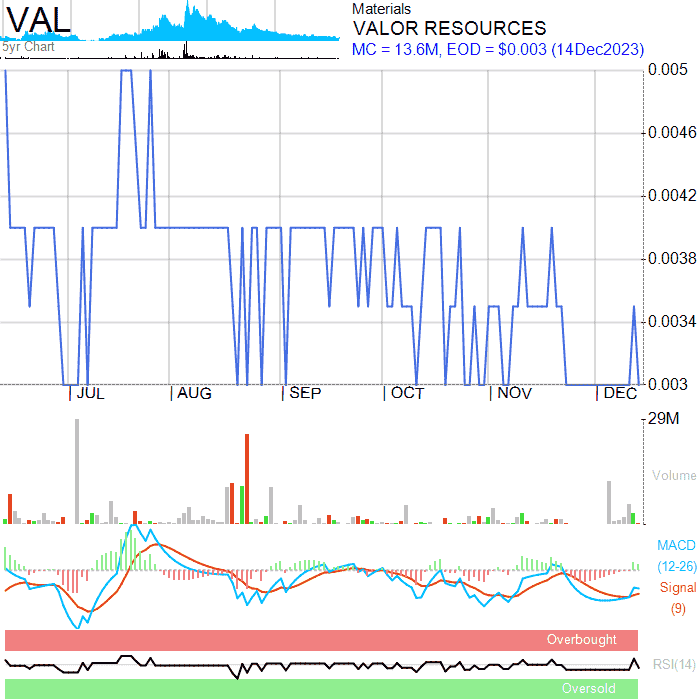 VAL
5yr Chart
Materials
VALOR RESOURCES
MC = 13.6M, EOD = $0.003 (14Dec2023)
0.005
0.0046
0.0042
0.0038
0.0034
0.003
JUL AUG SEP OCT NOV DEC
29M
Volume
MACD
(12-26)
Signal
(9)
Overbought
RSI(14)
Oversold